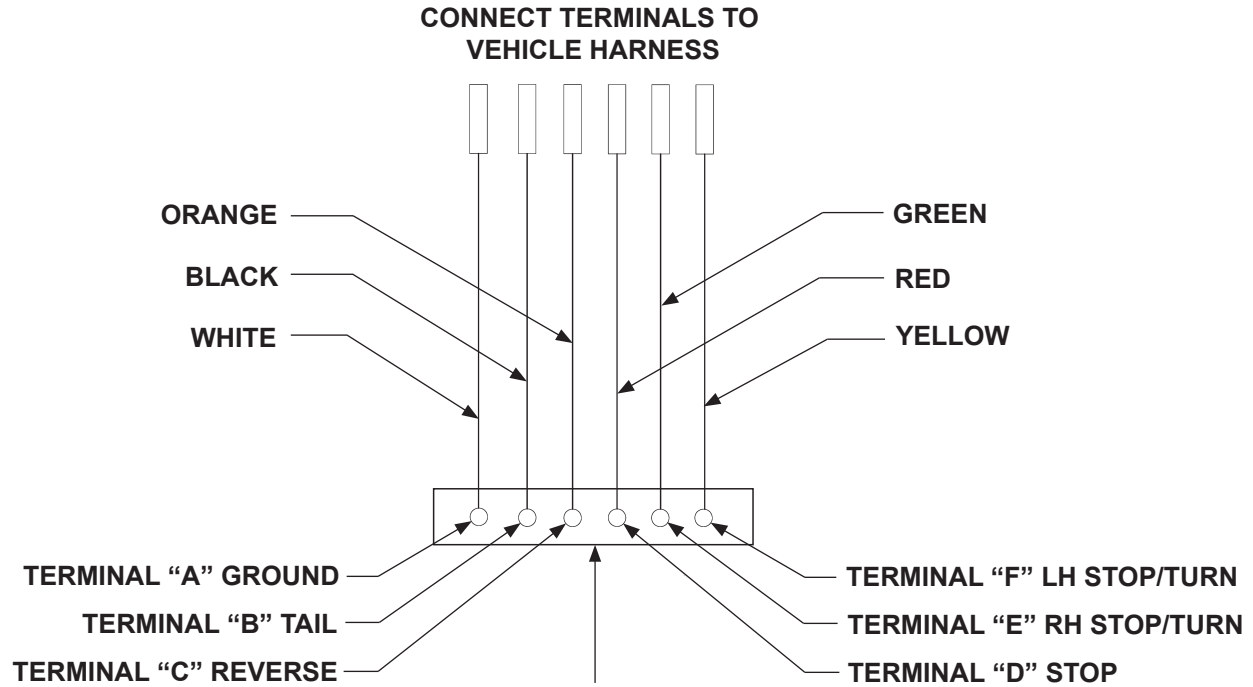 CONNECT TERMINALS TO
VEHICLE HARNESS
ORANGE
BLACK
WHITE
GREEN
RED
YELLOW
TERMINAL “A” GROUND
TERMINAL “B” TAIL
TERMINAL “C” REVERSE
TERMINAL “F” LH STOP/TURN
TERMINAL “E” RH STOP/TURN
TERMINAL “D” STOP